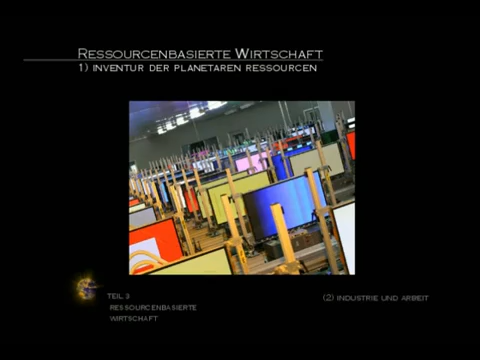 Ressourcenbasierte Wirtschaft
1) Inventur der planetaren Ressourcen
Teil 3
Ressourcenbasierte
Wirtschaft
(2) Industrie und Arbeit